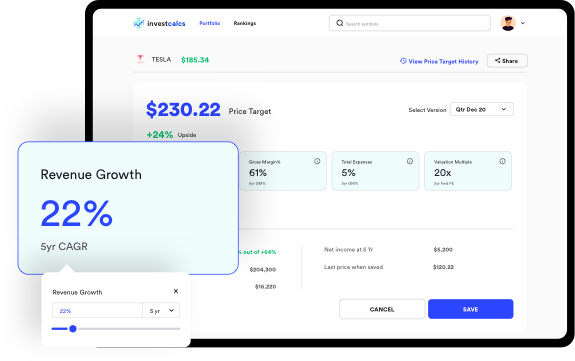 investcalcs
Portfolio
Rankings
Search symbols
TESLA
$185.34
View Price Target History
Share
$230.22
Price Target
Select Version
Qtr Dec 20
+24%
Upside
Revenue Growth
22%
5yr CAGR
Gross Margin%
61%
5yr GM%
Total Expenses
5%
5yr GM%
Valuation Multiple
20x
5yr Fwd PE
% out of +64%
$204,300
$16,220
Net income at 5 Yr
$5,200
Last price when saved
$120.22
Revenue Growth
22%
5 yr
CANCEL
SAVE